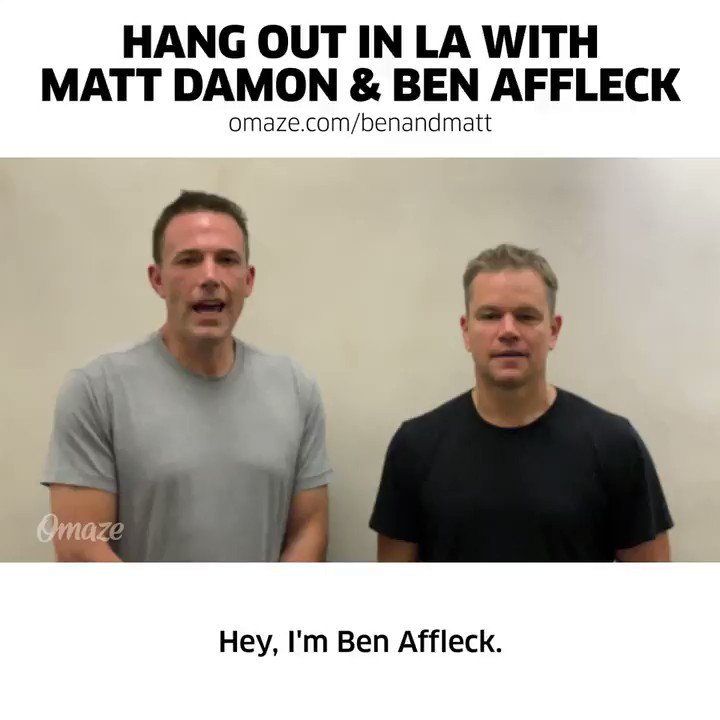 HANG OUT IN LA WITH
MATT DAMON & BEN AFFLECK
omaze.com/benandmatt
Omaze
Hey, I'm Ben Affleck.